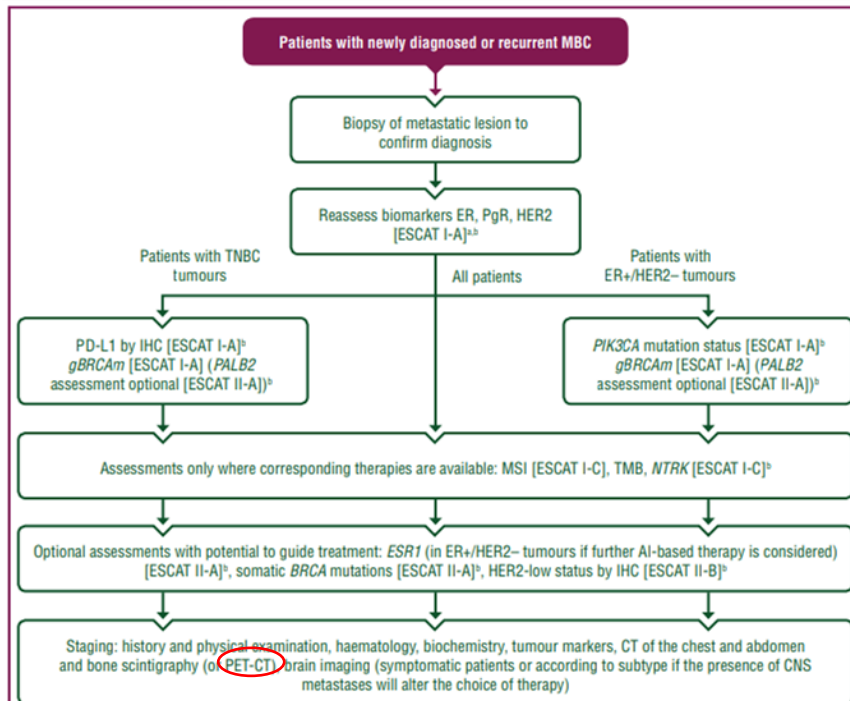 Patients with newly diagnosed or recurrent MBC
Biopsy of metastatic lesion to
confirm diagnosis
Reassess biomarkers ER, PgR, HER2
[ESCAT I-A]a,b
Patients with TNBC
tumours
All patients
Patients with
ER+/HER2– tumours
PD-L1 by IHC [ESCAT I-A]b
gBRCAm [ESCAT I-A] (PALB2
assessment optional [ESCAT II-A])b
PIK3CA mutation status [ESCAT I-A]b
gBRCAm [ESCAT I-A] (PALB2
assessment optional [ESCAT II-A])b
Assessments only where corresponding therapies are available: MSI [ESCAT I-C], TMB, NTRK [ESCAT I-C]b
Optional assessments with potential to guide treatment: ESR1 (in ER+/HER2– tumours if further AI-based therapy is considered)
[ESCAT II-A]b, somatic BRCA mutations [ESCAT II-A]b, HER2-low status by IHC [ESCAT II-B]b
Staging: history and physical examination, haematology, biochemistry, tumour markers, CT of the chest and abdomen
and bone scintigraphy (or PET-CT), brain imaging (symptomatic patients or according to subtype if the presence of CNS
metastases will alter the choice of therapy)